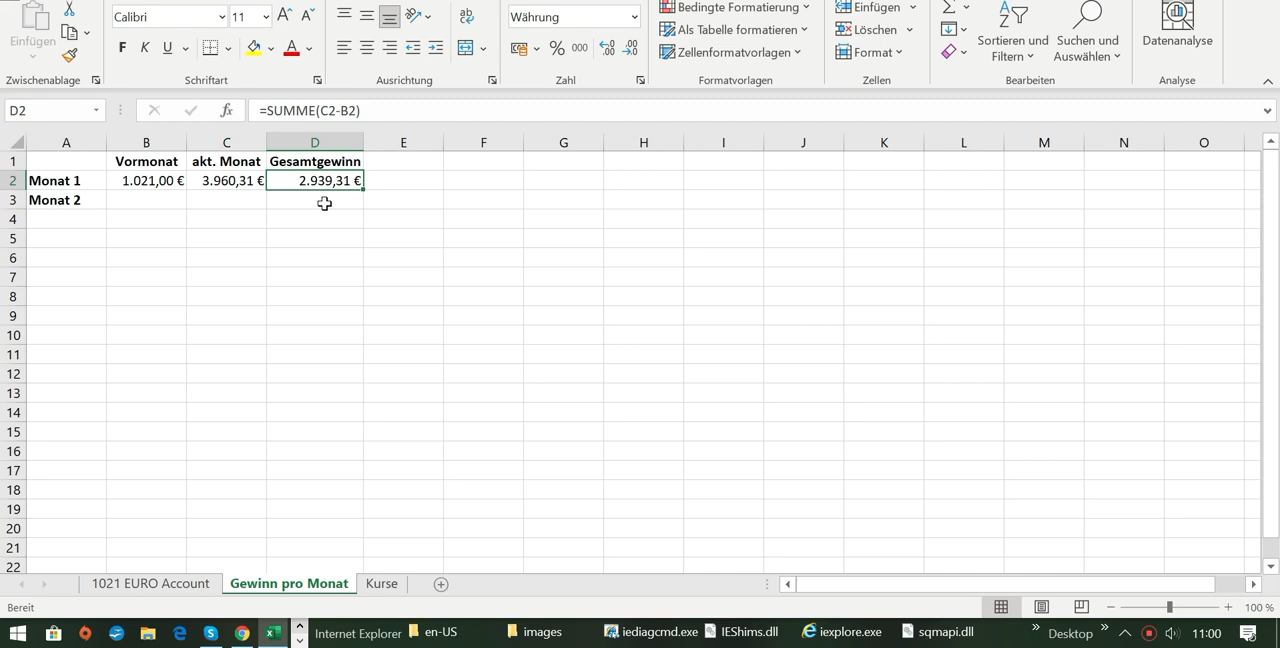 Einfügen
Zwischenablage
Calibri
11
A A
F K U A
Schriftart
ab
Ausrichtung
Währung
% 000
Zahl
Bedingte Formatierung
Als Tabelle formatieren
Zellenformatvorlagen
Formatvorlagen
Einfügen
Löschen
Format
Zellen
Σ
Sortieren und
Filtern
Suchen und
Auswählen
Bearbeiten
Datenanalyse
Analyse
D2
fx
=SUMME(C2-B2)
A B C D E F G H I J K L M N O
1 Vormonat akt. Monat Gesamtgewinn
2 Monat 1 1.021,00 € 3.960,31 € 2.939,31 €
3 Monat 2
4
5
6
7
8
9
10
11
12
13
14
15
16
17
18
19
20
21
22
1021 EURO Account Gewinn pro Monat Kurse
Bereit
100 %
Internet Explorer en-US images iediagcmd.exe IEShims.dll iexplore.exe sqmapi.dll Desktop 11:00